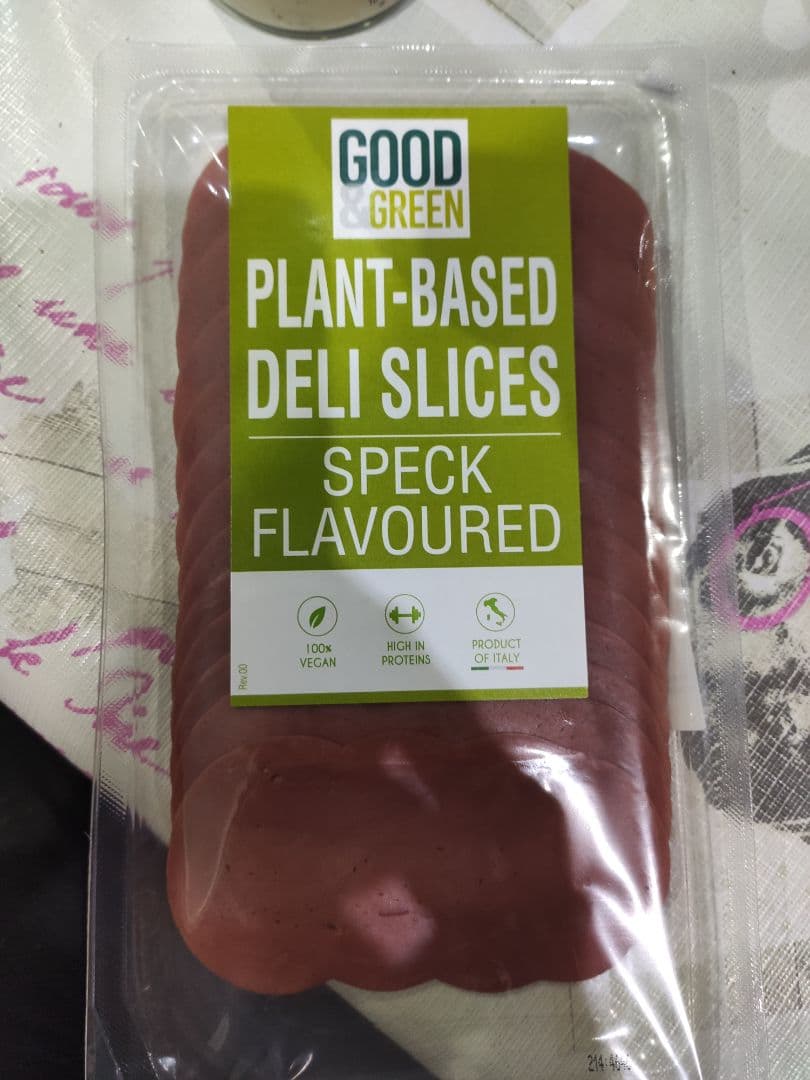 GOOD
&GREEN
PLANT-BASED
DELI SLICES
SPECK
FLAVOURED
100%
VEGAN
HIGH IN
PROTEINS
PRODUCT
OF ITALY
Rev 00